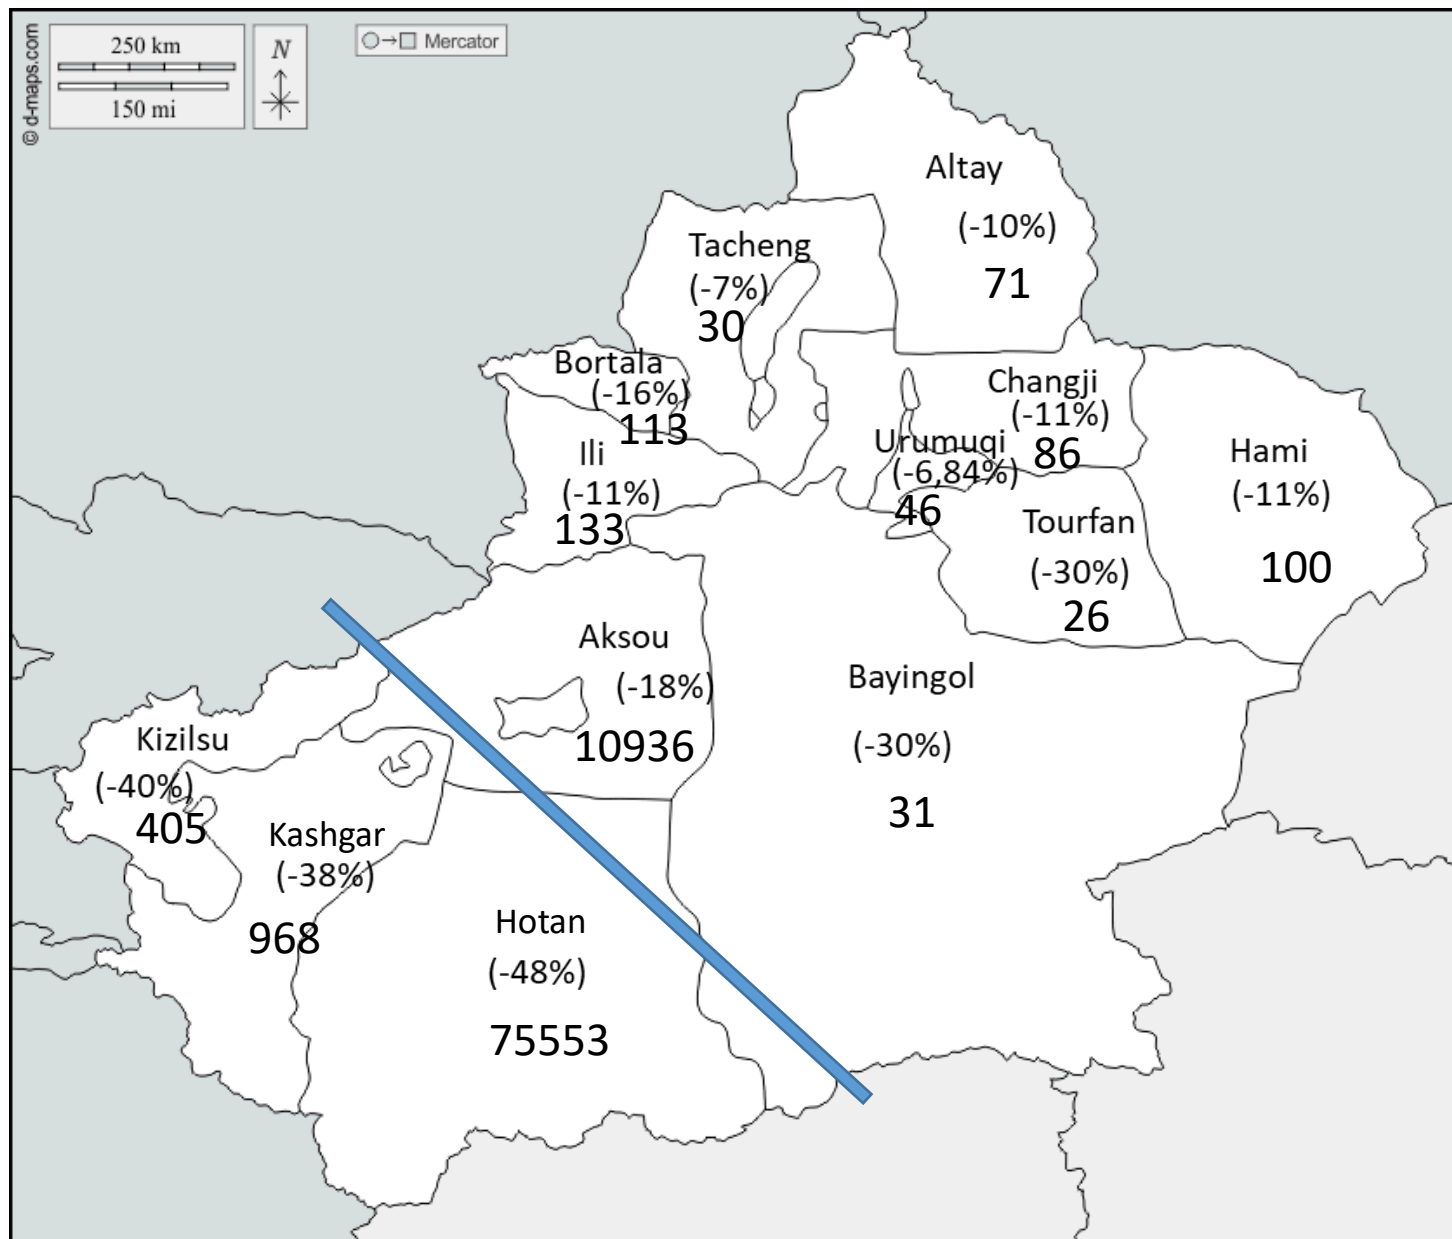 © d-maps.com
250 km
150 mi
N
Mercator
Altay
(-10%)
71
Tacheng
(-7%)
30
Bortala
(-16%)
113
Changji
(-11%)
86
Urumuqi
(-6,84%)
46
Ili
(-11%)
133
Hami
(-11%)
100
Tourfan
(-30%)
26
Aksou
(-18%)
10936
Bayingol
(-30%)
31
Kizilsu
(-40%)
405
Kashgar
(-38%)
968
Hotan
(-48%)
75553